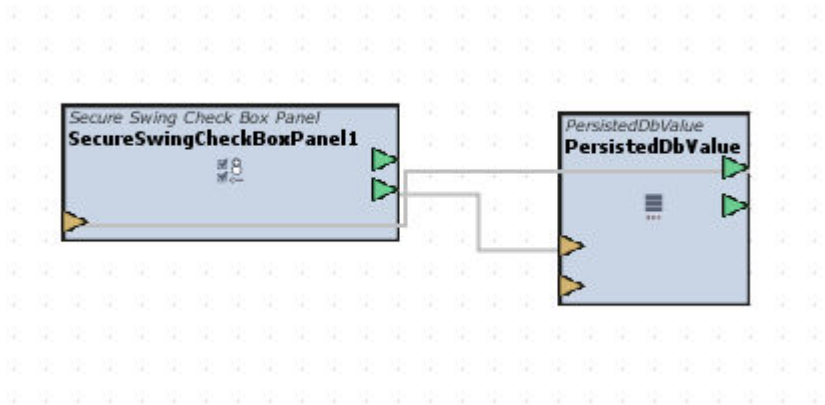 Secure Swing Check Box Panel
SecureSwingCheckBoxPanel1
PersistedDbValue
PersistedDbValue